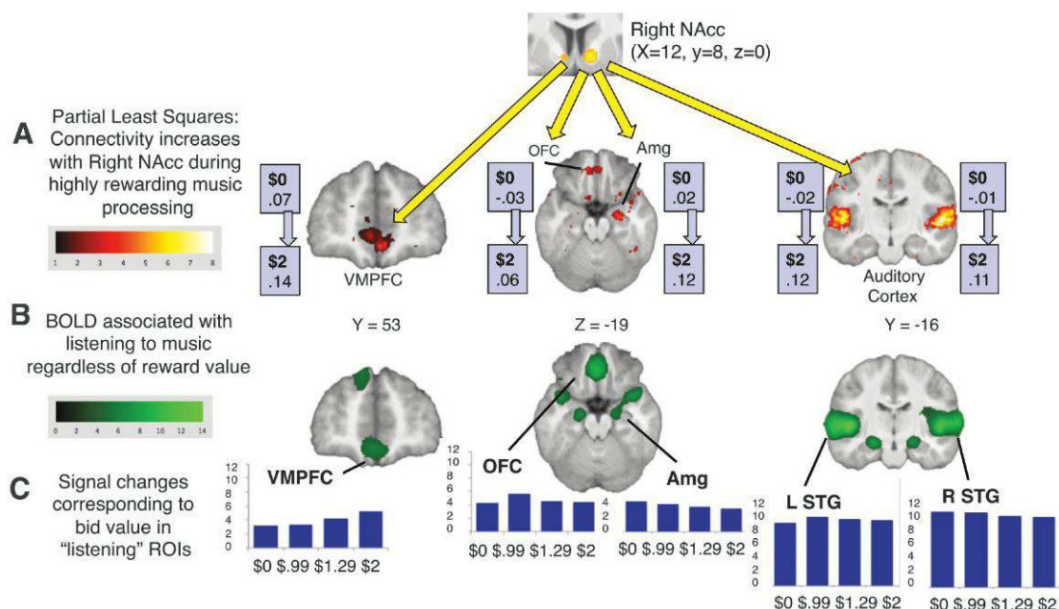 Right NAcc
(X=12, y=8, z=0)
A
Partial Least Squares:
Connectivity increases
with Right NAcc during
highly rewarding music
processing
1 2 3 4 5 6 7 8
$0
.07
$2
.14
VMPFC
OFC
Amg
$0
-.03
$2
.06
$0
.02
$2
.12
$0
-.02
$2
.12
$0
-.01
$2
.11
Auditory
Cortex
B
BOLD associated with
listening to music
regardless of reward value
0 2 4 6 8 10 12 14
Y = 53
Z = -19
Y = -16
C
Signal changes
corresponding to
bid value in
“listening” ROIs
VMPFC
12
10
8
6
4
2
0
$0 $.99 $1.29 $2
OFC
12
10
8
6
4
2
0
$0 $.99 $1.29 $2
Amg
4
2
0
$0 $.99 $1.29 $2
L STG
10
8
6
4
2
0
$0 $.99 $1.29 $2
R STG
12
10
8
6
4
2
0
$0 $.99 $1.29 $2